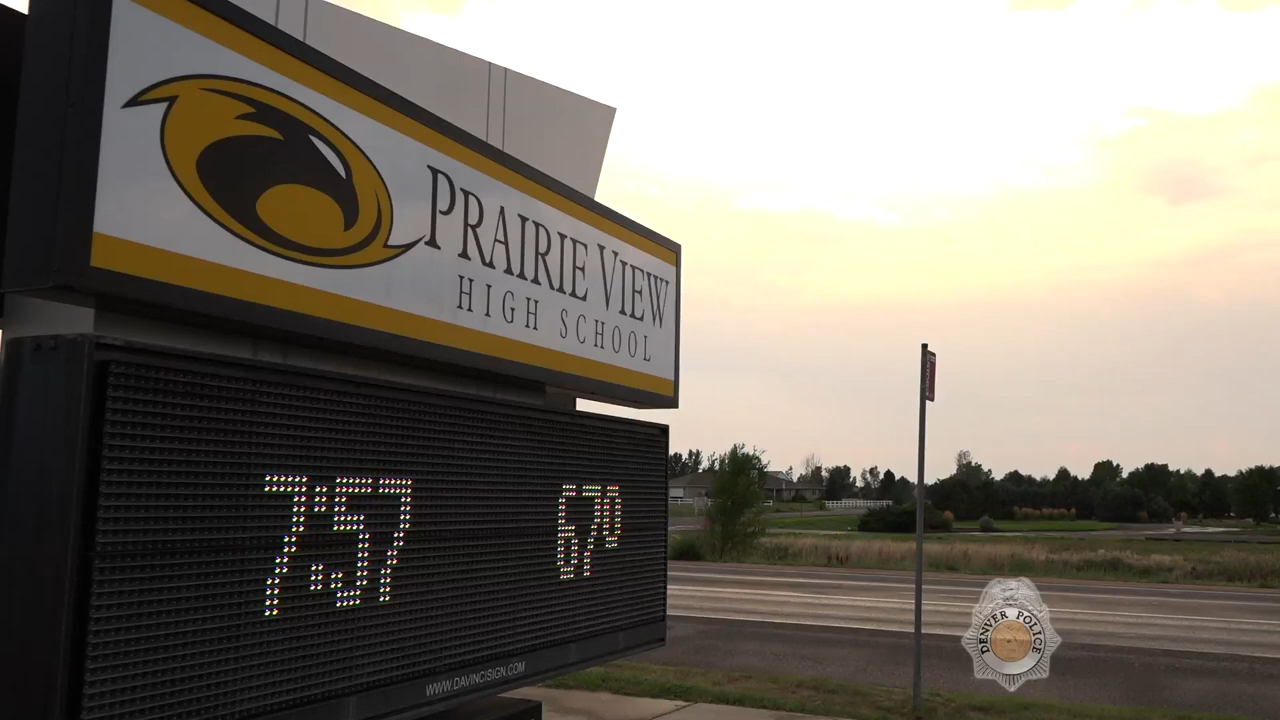 PRAIRIE VIEW
HIGH SCHOOL
7:57 67°
WWW.DAVINCISIGN.COM
DENVER POLICE